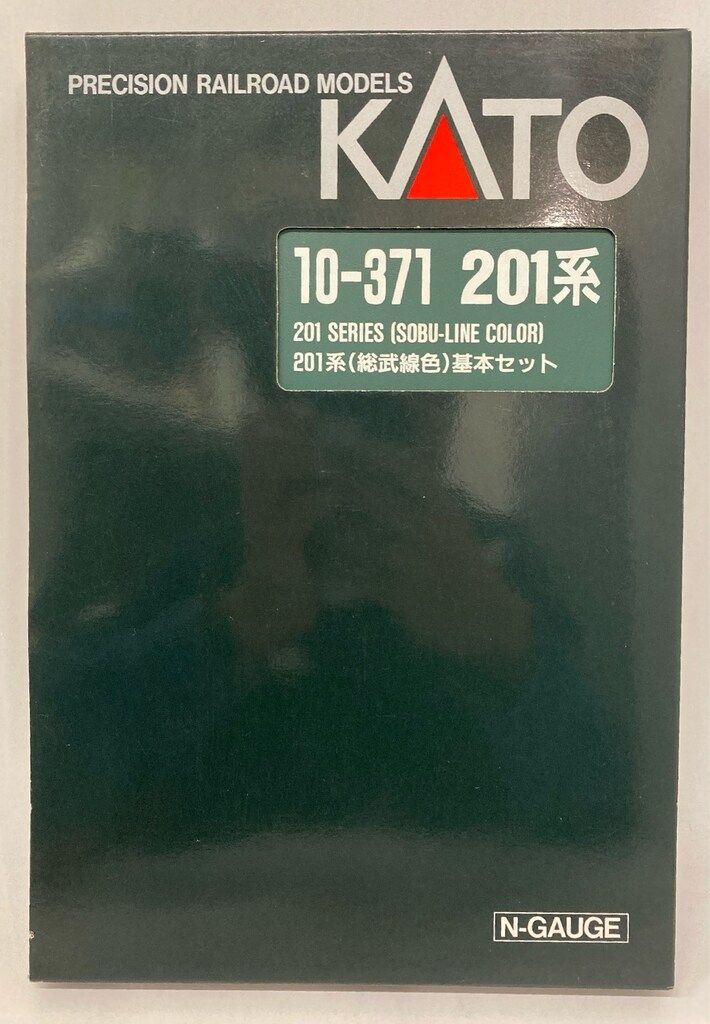 PRECISION RAILROAD MODELS
KATO
10-371 201系
201 SERIES (SOBU-LINE COLOR)
201系(総武線色)基本セット
N-GAUGE